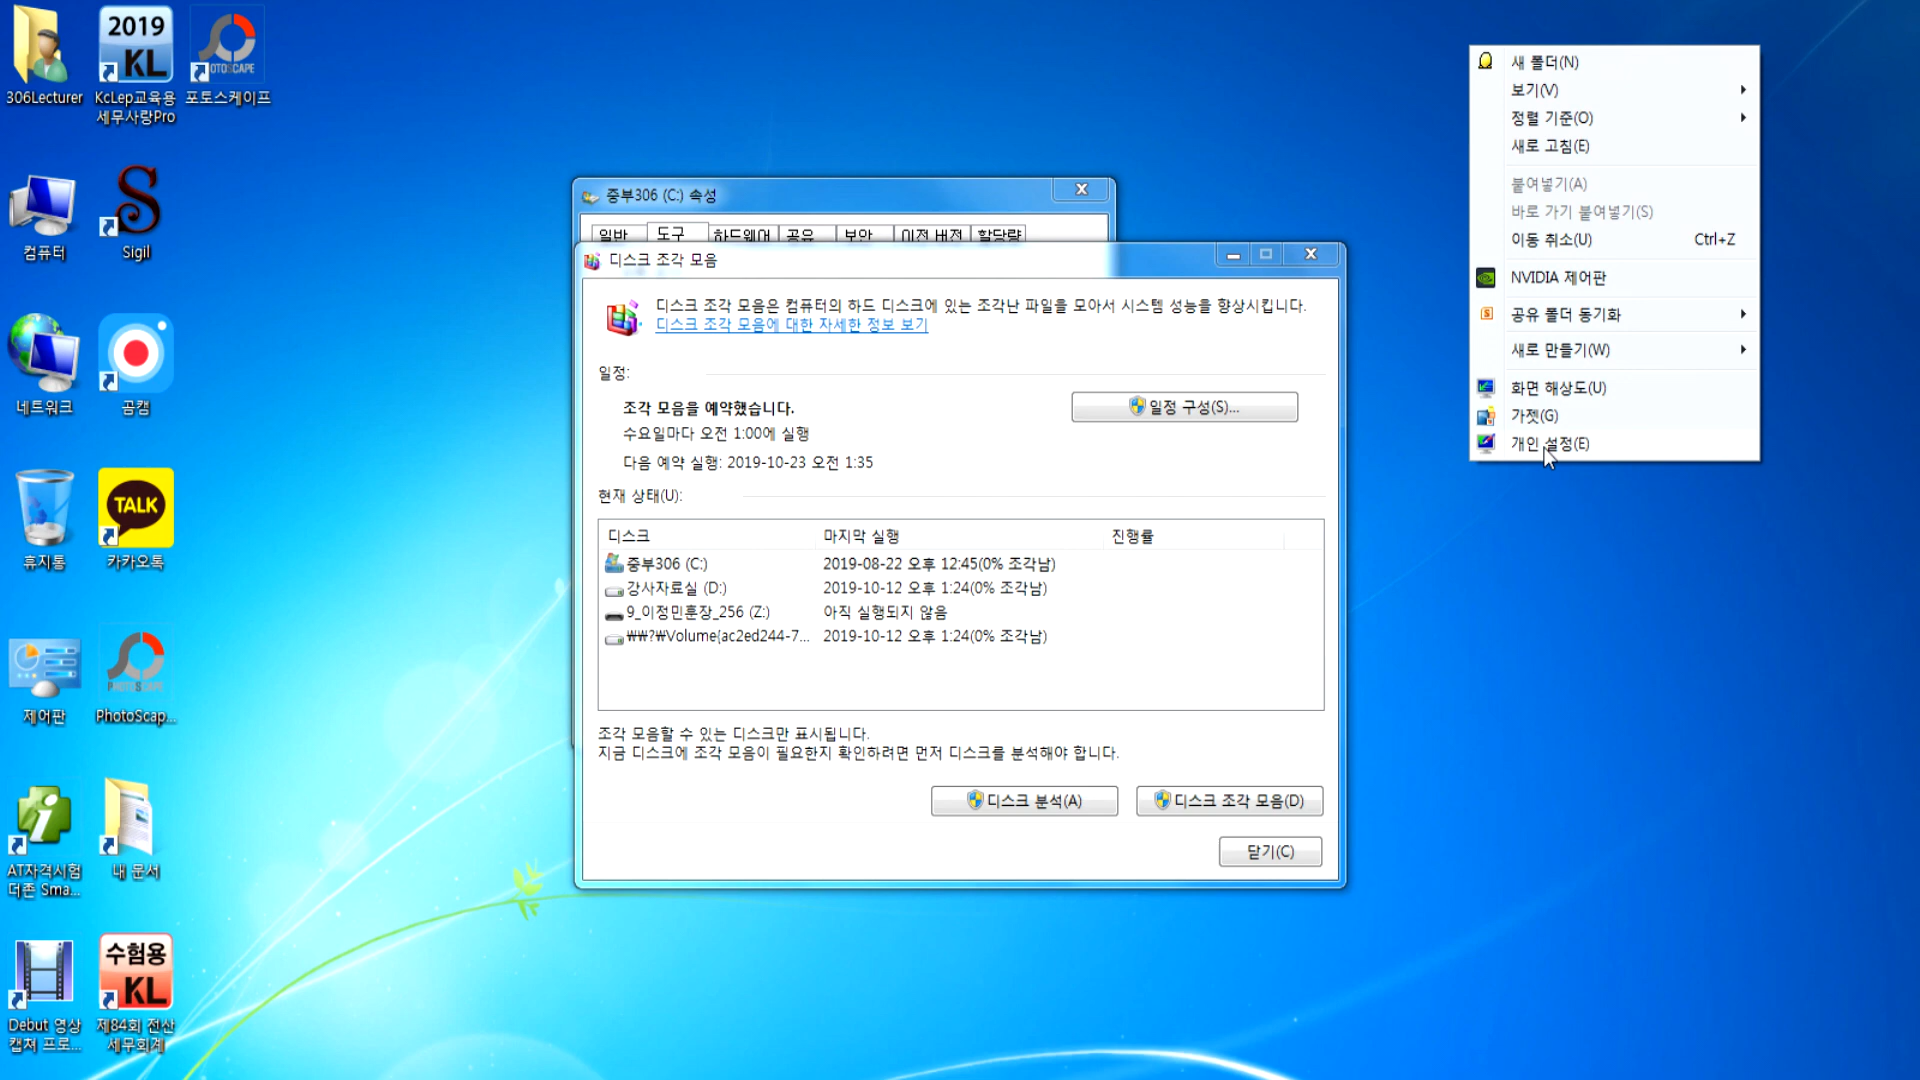 306Lecturer
2019
KL
KcLep교육용
세무사랑Pro
포토스케이프
컴퓨터
Sigil
네트워크
곰캠
휴지통
TALK
카카오톡
제어판
PHOTOSCAPE
PhotoScap...
AT자격시험
더존 Sma...
내 문서
Debut 영상
캡쳐 프로...
수험용
KL
제84회 전산
세무회계
중부306 (C:) 속성
일반
도구
하드웨어
공유
보안
이전 버전
할당량
디스크 조각 모음
디스크 조각 모음은 컴퓨터의 하드 디스크에 있는 조각난 파일을 모아서 시스템 성능을 향상시킵니다.
디스크 조각 모음에 대한 자세한 정보 보기
일정:
조각 모음을 예약했습니다.
수요일마다 오전 1:00에 실행
다음 예약 실행: 2019-10-23 오전 1:35
일정 구성(S)...
현재 상태(U):
디스크 마지막 실행 진행률
중부306 (C:) 2019-08-22 오후 12:45(0% 조각남)
강사자료실 (D:) 2019-10-12 오후 1:24(0% 조각남)
9_이정민훈장_256 (Z:) 아직 실행되지 않음
₩₩?₩Volume{ac2ed244-7... 2019-10-12 오후 1:24(0% 조각남)
조각 모음할 수 있는 디스크만 표시됩니다.
지금 디스크에 조각 모음이 필요한지 확인하려면 먼저 디스크를 분석해야 합니다.
디스크 분석(A)
디스크 조각 모음(D)
닫기(C)
새 폴더(N)
보기(V)
정렬 기준(O)
새로 고침(E)
붙여넣기(A)
바로 가기 붙여넣기(S)
이동 취소(U) Ctrl+Z
NVIDIA 제어판
공유 폴더 동기화
새로 만들기(W)
화면 해상도(U)
가젯(G)
개인 설정(E)